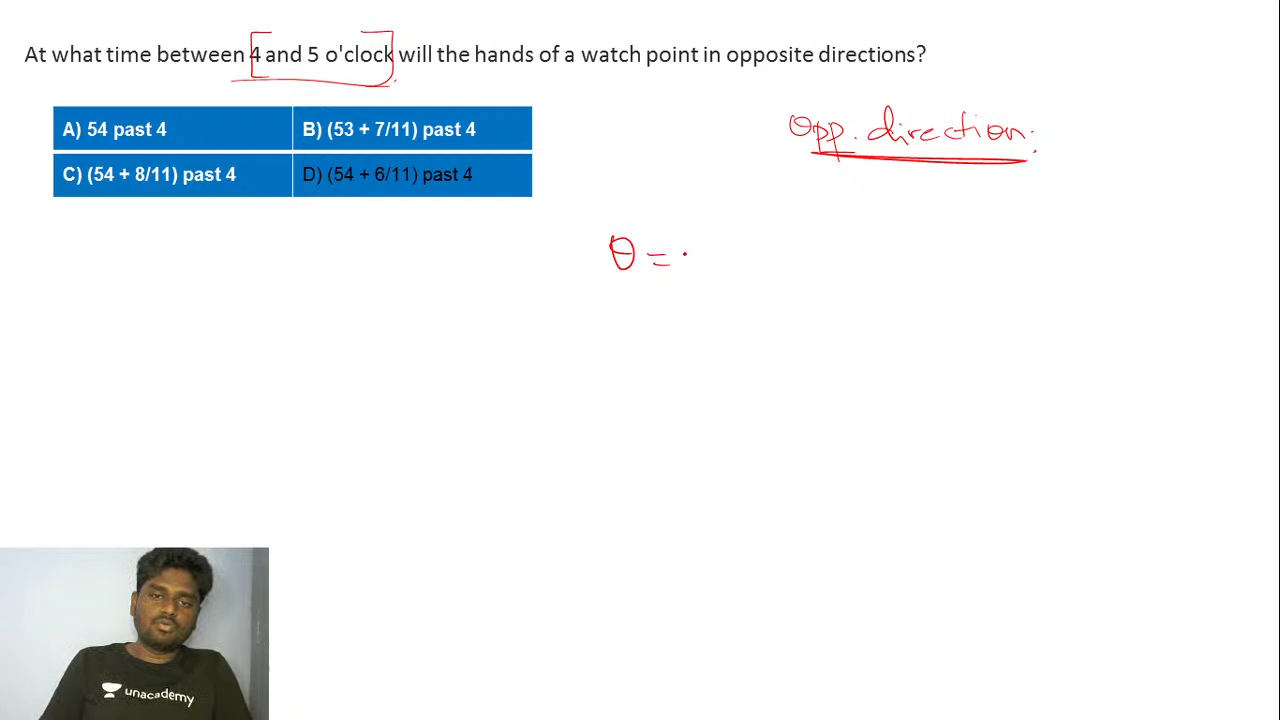 At what time between 4 and 5 o'clock will the hands of a watch point in opposite directions?
A) 54 past 4
B) (53 + 7/11) past 4
C) (54 + 8/11) past 4
D) (54 + 6/11) past 4
Opp. direction:
θ = ·
unacademy